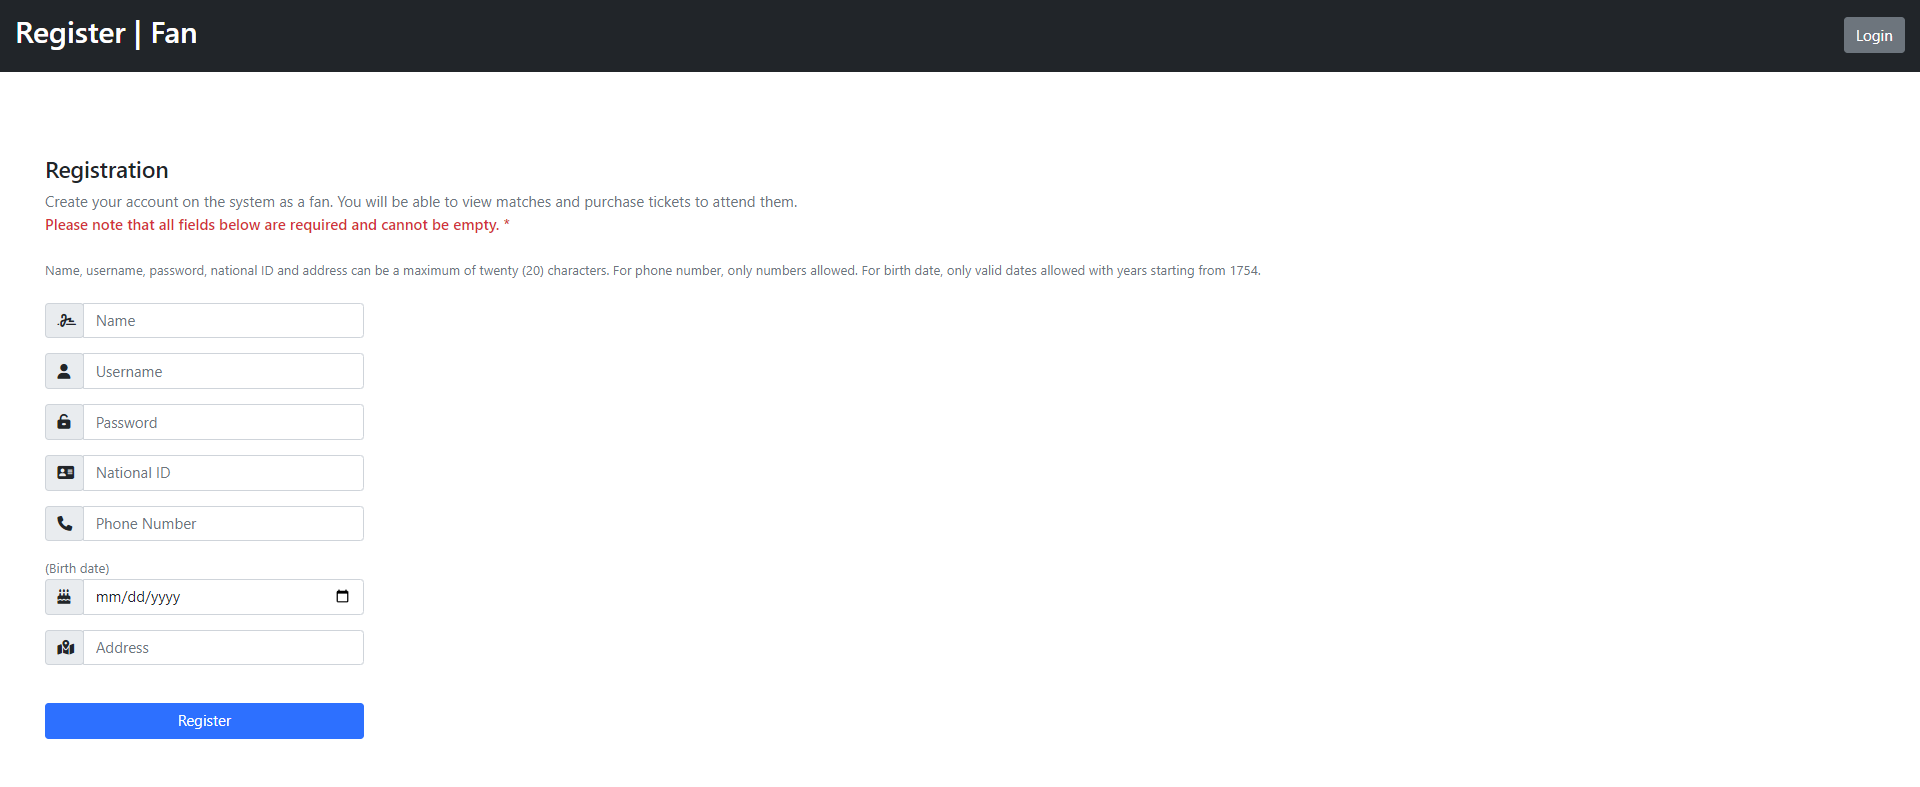 Register | Fan
Login
Registration
Create your account on the system as a fan. You will be able to view matches and purchase tickets to attend them.
Please note that all fields below are required and cannot be empty. *
Name, username, password, national ID and address can be a maximum of twenty (20) characters. For phone number, only numbers allowed. For birth date, only valid dates allowed with years starting from 1754.
Name
Username
Password
National ID
Phone Number
(Birth date)
mm/dd/yyyy
Address
Register